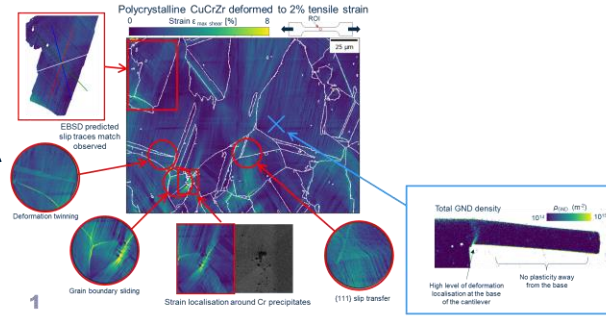 Polycrystalline CuCrZr deformed to 2% tensile strain
0 Strain ε max shear [%] 8
ROI
25 µm
EBSD predicted
slip traces match
observed
Deformation twinning
Grain boundary sliding
Strain localisation around Cr precipitates
(111) slip transfer
Total GND density
ρGND (m⁻²)
10¹⁴
High level of deformation
localisation at the base
of the cantilever
No plasticity away
from the base
1